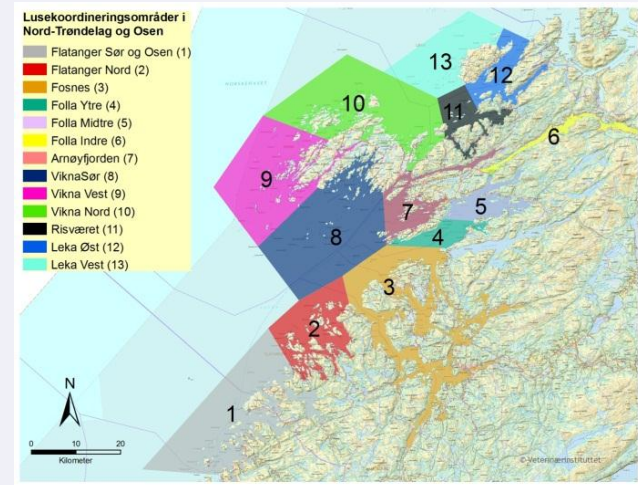 Lusekoordineringsområder i
Nord-Trøndelag og Osen
Flatanger Sør og Osen (1)
Flatanger Nord (2)
Fosnes (3)
Folla Ytre (4)
Folla Midtre (5)
Folla Indre (6)
Arnøyfjorden (7)
ViknaSør (8)
Vikna Vest (9)
Vikna Nord (10)
Risværet (11)
Leka Øst (12)
Leka Vest (13)
13
12
10
11
6
9
5
7
8
4
3
2
1
N
0 10 20
Kilometer
© Veterinærinstituttet